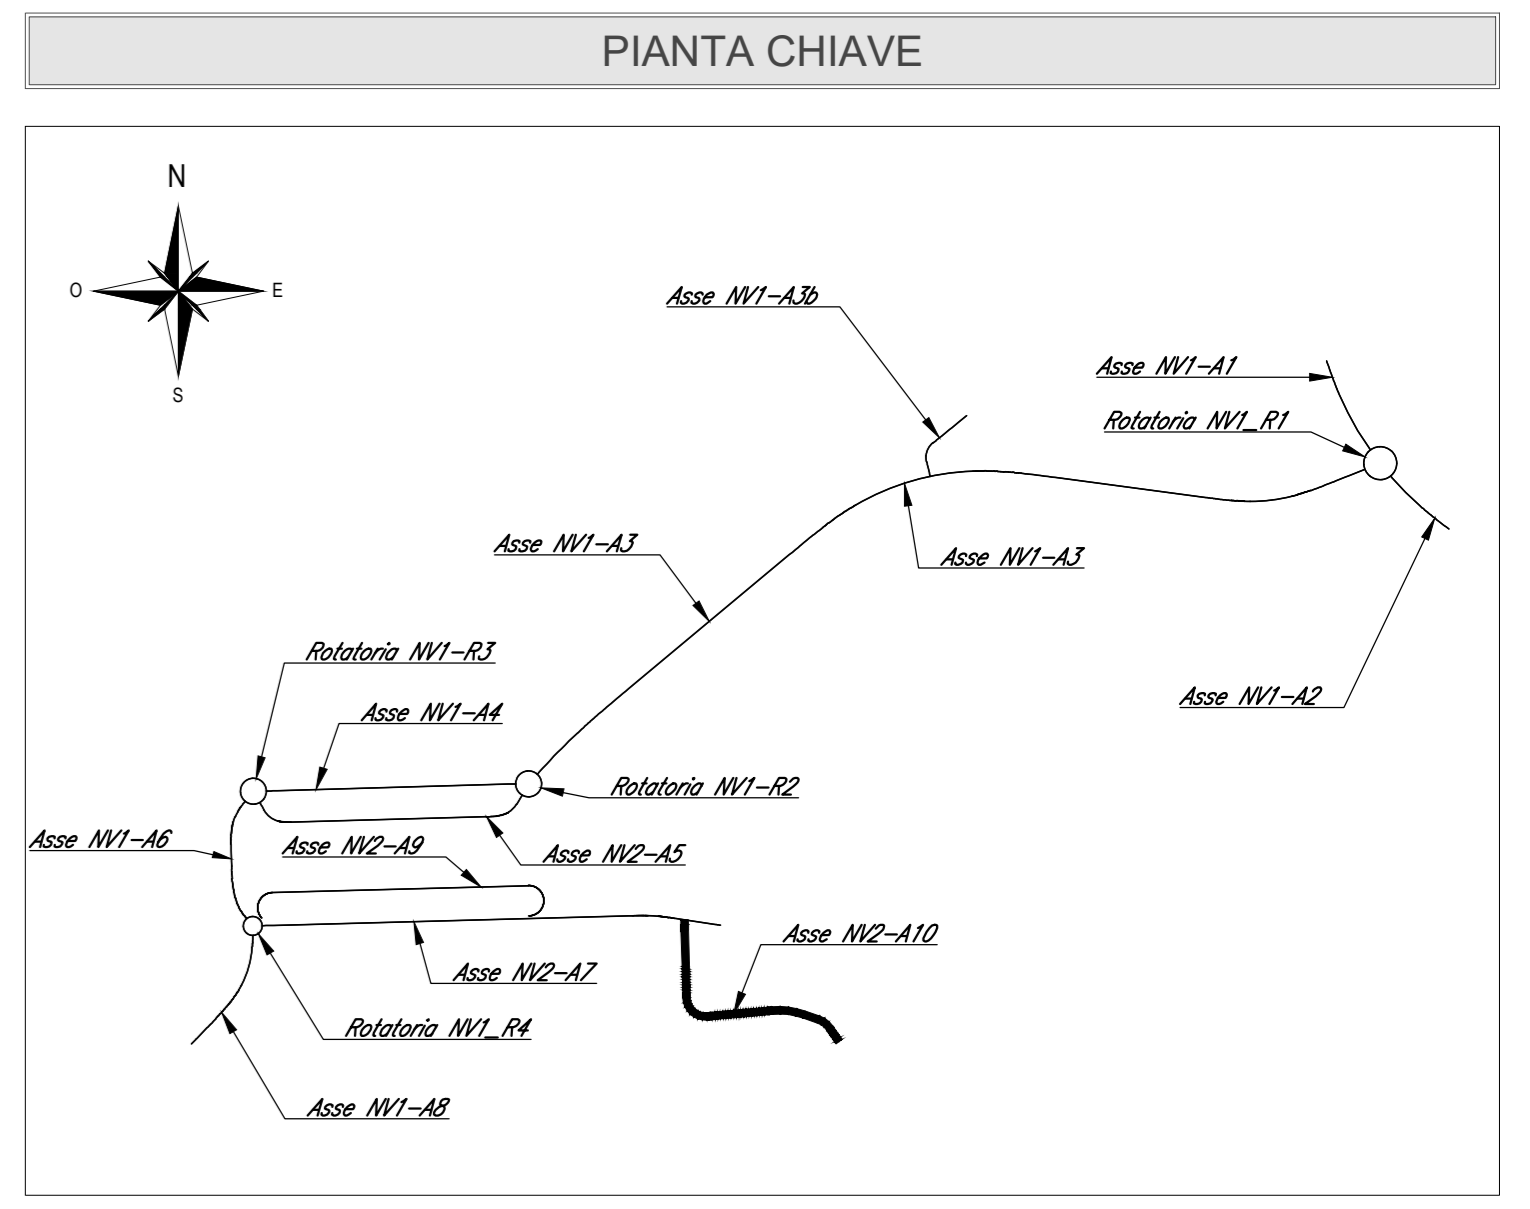 PIANTA CHIAVE
N
O
E
S
Asse NV1-A3b
Asse NV1-A1
Rotatoria NV1_R1
Asse NV1-A3
Asse NV1-A3
Rotatoria NV1-R3
Asse NV1-A2
Asse NV1-A4
Rotatoria NV1-R2
Asse NV1-A6
Asse NV2-A9
Asse NV2-A5
Asse NV2-A10
Asse NV2-A7
Rotatoria NV1_R4
Asse NV1-A8